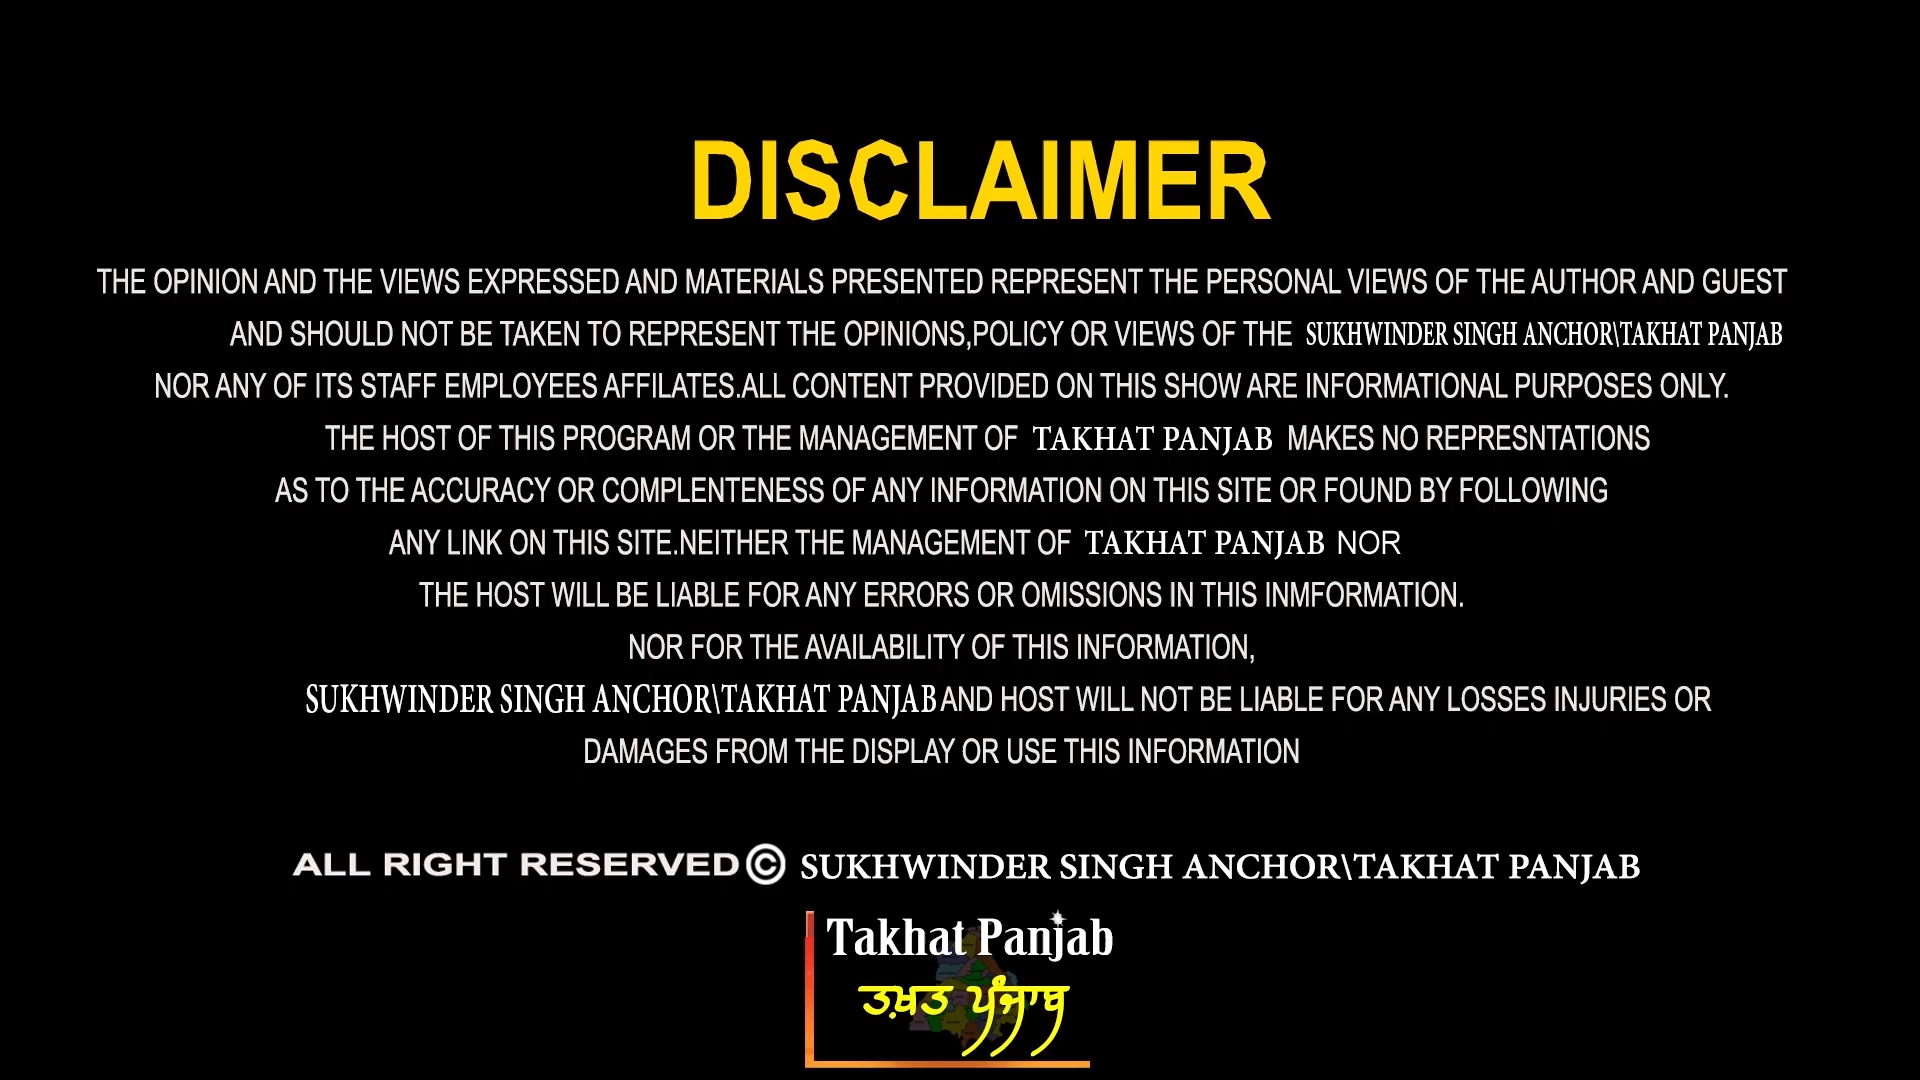 DISCLAIMER
THE OPINION AND THE VIEWS EXPRESSED AND MATERIALS PRESENTED REPRESENT THE PERSONAL VIEWS OF THE AUTHOR AND GUEST
AND SHOULD NOT BE TAKEN TO REPRESENT THE OPINIONS,POLICY OR VIEWS OF THE SUKHWINDER SINGH ANCHOR\TAKHAT PANJAB
NOR ANY OF ITS STAFF EMPLOYEES AFFILATES.ALL CONTENT PROVIDED ON THIS SHOW ARE INFORMATIONAL PURPOSES ONLY.
THE HOST OF THIS PROGRAM OR THE MANAGEMENT OF TAKHAT PANJAB MAKES NO REPRESNTATIONS
AS TO THE ACCURACY OR COMPLENTENESS OF ANY INFORMATION ON THIS SITE OR FOUND BY FOLLOWING
ANY LINK ON THIS SITE.NEITHER THE MANAGEMENT OF TAKHAT PANJAB NOR
THE HOST WILL BE LIABLE FOR ANY ERRORS OR OMISSIONS IN THIS INMFORMATION.
NOR FOR THE AVAILABILITY OF THIS INFORMATION,
SUKHWINDER SINGH ANCHOR\TAKHAT PANJAB AND HOST WILL NOT BE LIABLE FOR ANY LOSSES INJURIES OR
DAMAGES FROM THE DISPLAY OR USE THIS INFORMATION
ALL RIGHT RESERVED © SUKHWINDER SINGH ANCHOR\TAKHAT PANJAB
Takhat Panjab
ਤਖ਼ਤ ਪੰਜਾਬ